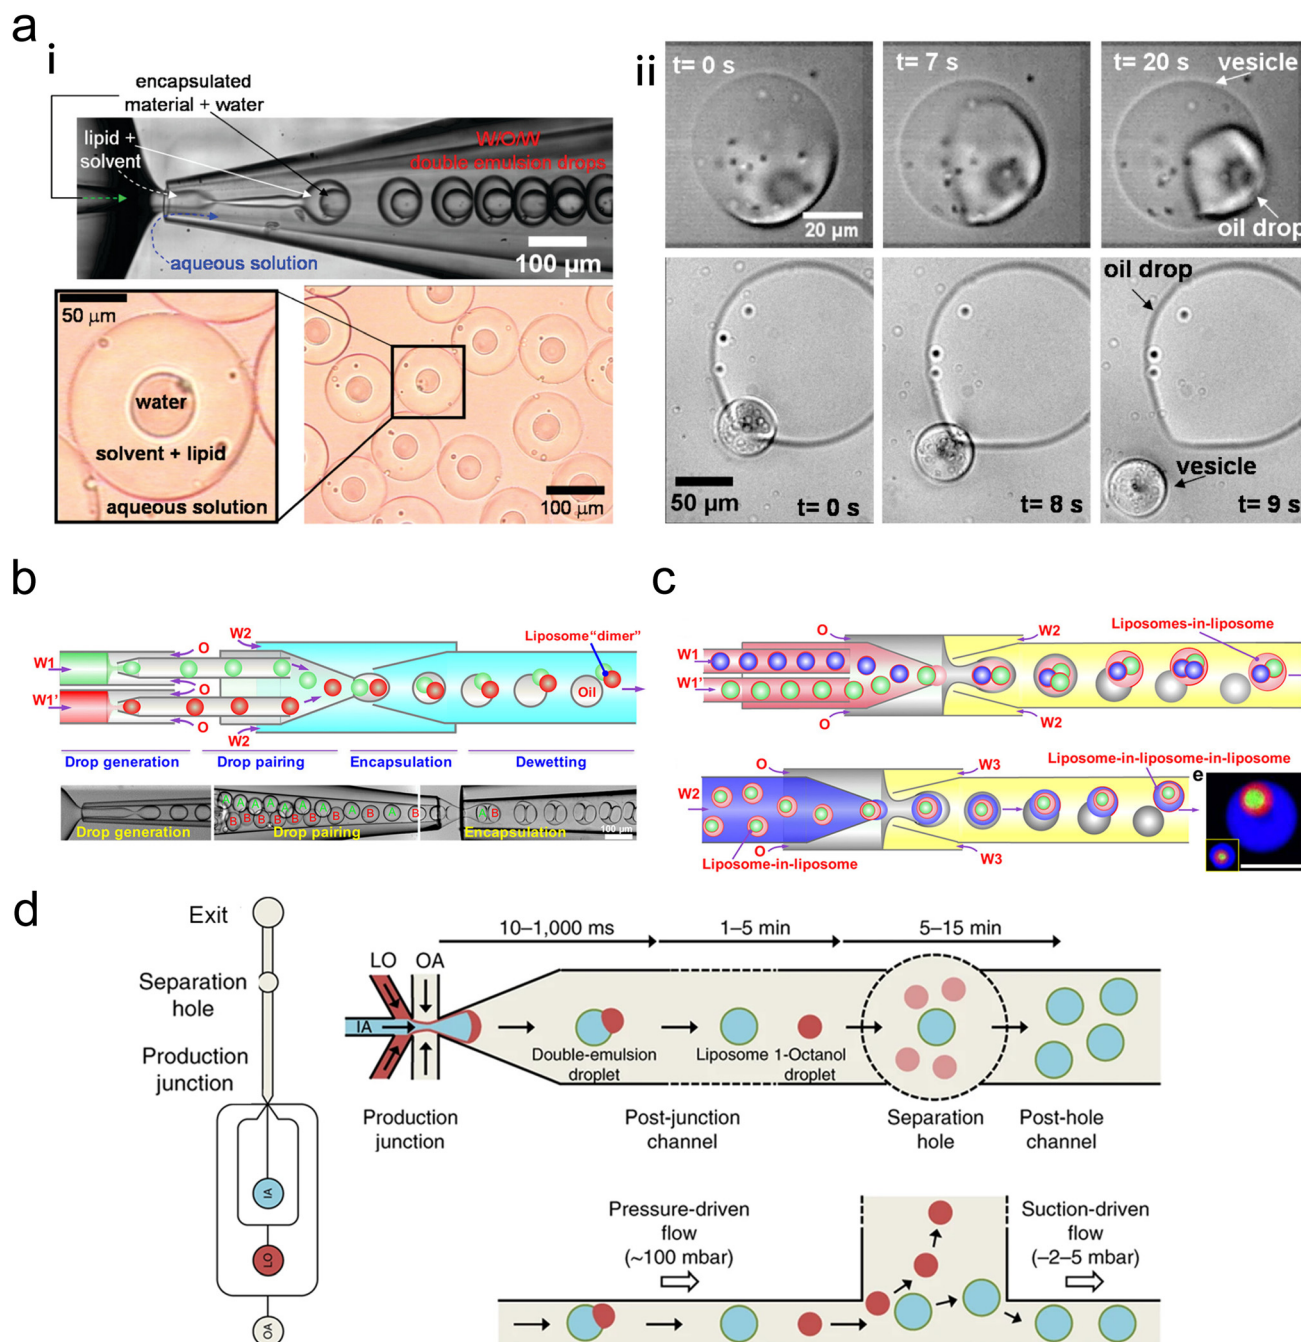 a
i
encapsulated
material + water
lipid +
solvent
W/O/W
double emulsion drops
aqueous solution
100 µm
50 µm
water
solvent + lipid
aqueous solution
100 µm
ii
t= 0 s
t= 7 s
t= 20 s
vesicle
20 µm
oil drop
oil drop
vesicle
50 µm
t= 0 s
t= 8 s
t= 9 s
b
W2
O
W1
W1'
O
W2
Liposome"dimer"
Oil
Drop generation
Drop pairing
Encapsulation
Dewetting
A A A A A A A
B B B B B B B
A B
Drop generation
Drop pairing
Encapsulation
100 µm
c
O
W2
W1
W1'
O
W2
Liposomes-in-liposome
O
W3
W2
Liposome-in-liposome
O
W3
Liposome-in-liposome-in-liposome
e
d
Exit
Separation
hole
Production
junction
IA
LO
OA
10–1,000 ms
1–5 min
5–15 min
LO
OA
IA
Double-emulsion
droplet
Liposome
1-Octanol
droplet
Production
junction
Post-junction
channel
Separation
hole
Post-hole
channel
Pressure-driven
flow
(~100 mbar)
Suction-driven
flow
(–2–5 mbar)